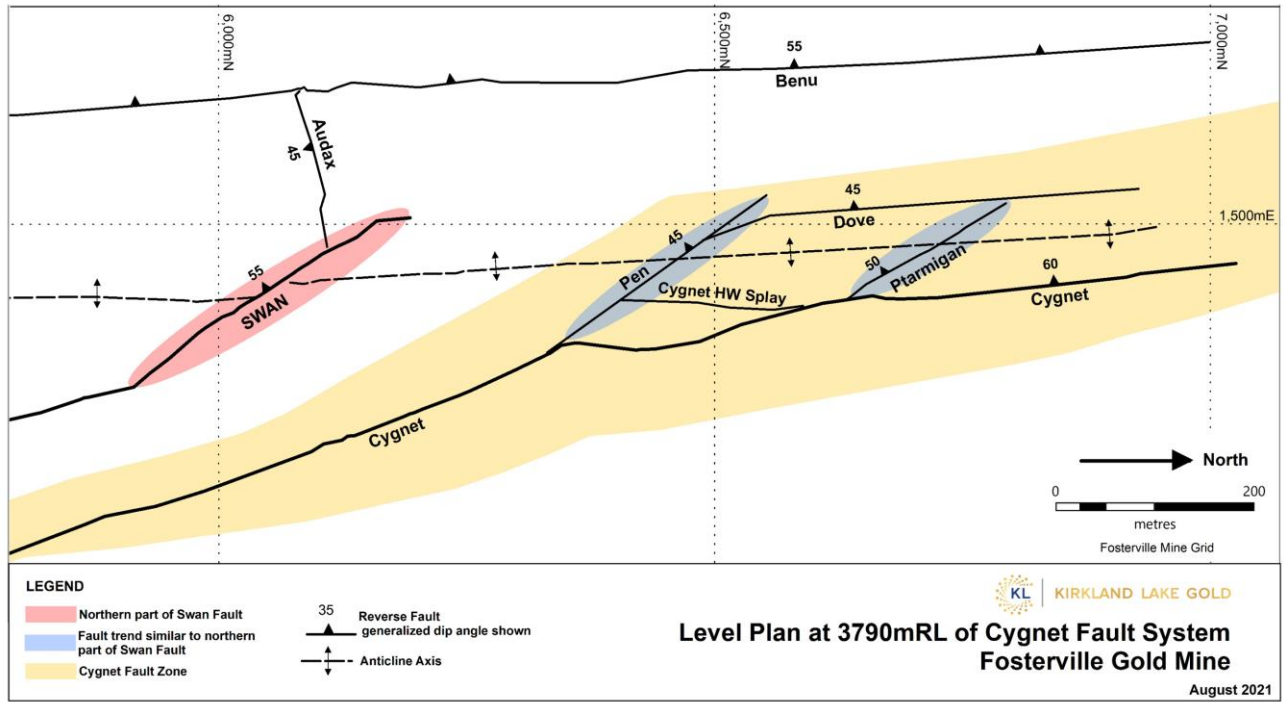 6,000mN
6,500mN
7,000mN
55
Benu
Audax
45
45
Dove
1,500mE
55
SWAN
45
Pen
Cygnet HW Splay
50
Ptarmigan
60
Cygnet
Cygnet
North
0 200
metres
Fosterville Mine Grid
LEGEND
Northern part of Swan Fault
Fault trend similar to northern
part of Swan Fault
Cygnet Fault Zone
35
Reverse Fault
generalized dip angle shown
Anticline Axis
KL KIRKLAND LAKE GOLD
Level Plan at 3790mRL of Cygnet Fault System
Fosterville Gold Mine
August 2021